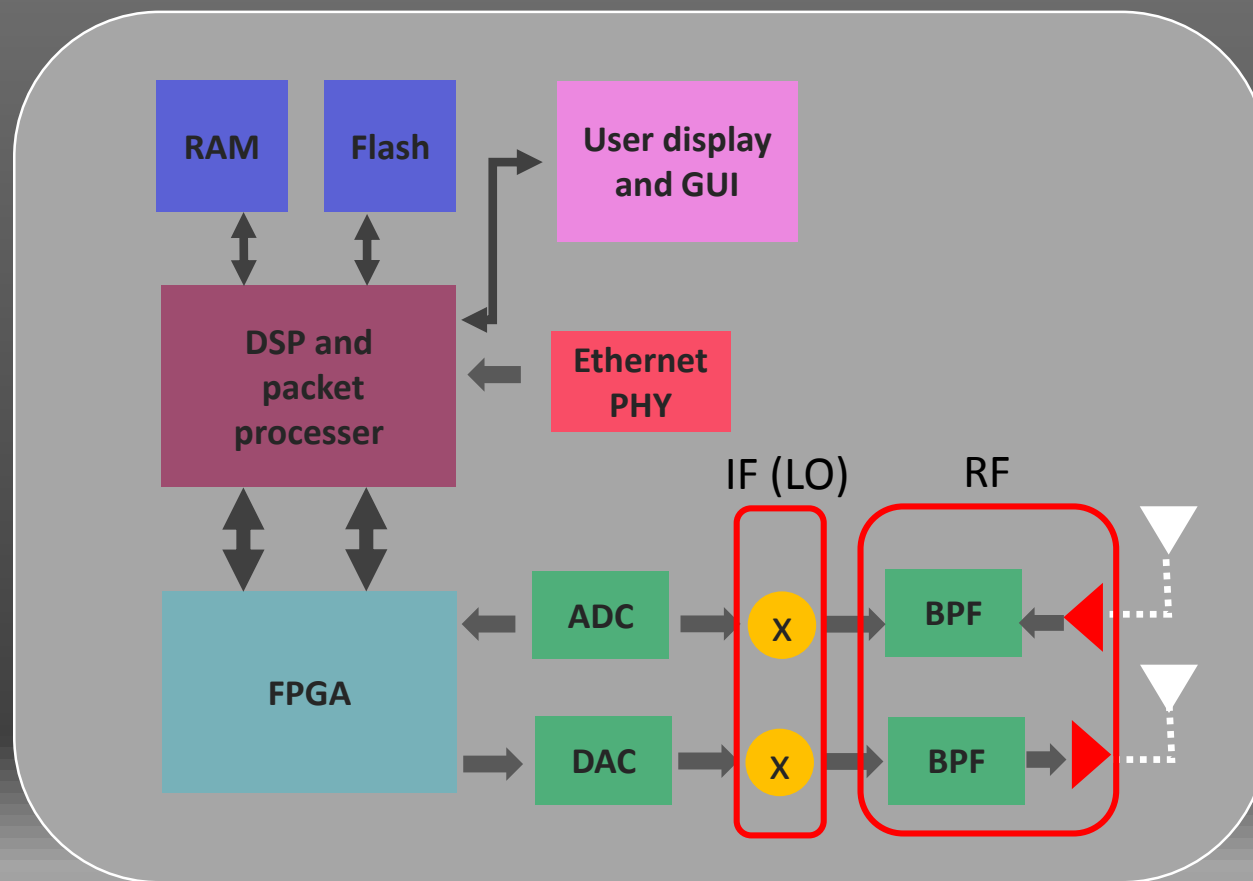 RAM
Flash
User display
and GUI
DSP and
packet
processer
Ethernet
PHY
IF (LO)
RF
ADC
X
BPF
FPGA
DAC
X
BPF